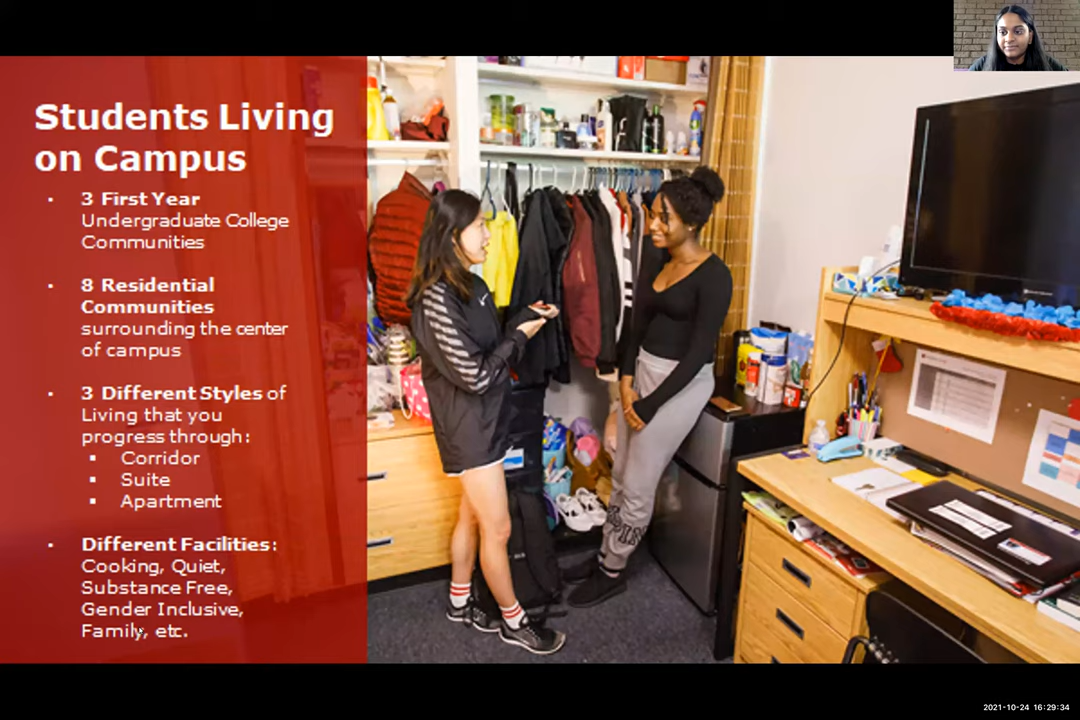 Students Living
on Campus
▪ 3 First Year
Undergraduate College
Communities
▪ 8 Residential
Communities
surrounding the center
of campus
▪ 3 Different Styles of
Living that you
progress through:
▪ Corridor
▪ Suite
▪ Apartment
▪ Different Facilities:
Cooking, Quiet,
Substance Free,
Gender Inclusive,
Family, etc.
2021-10-24 16:29:34